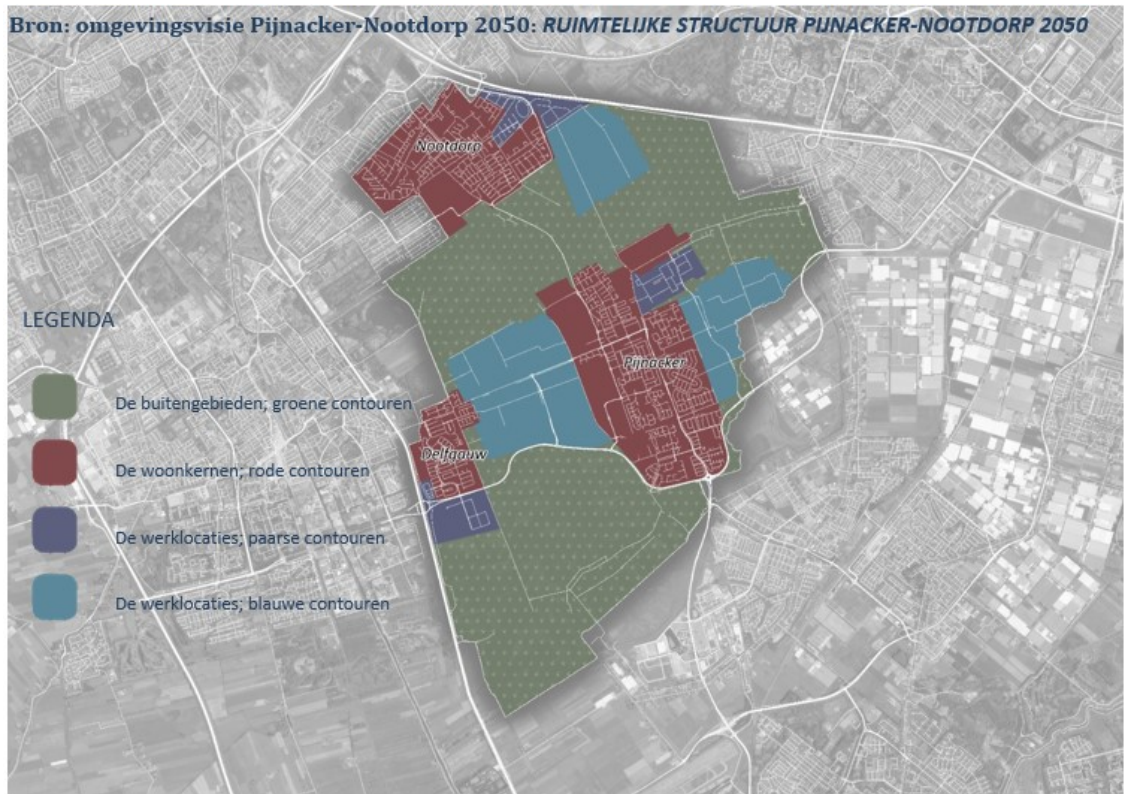 Bron: omgevingsvisie Pijnacker-Nootdorp 2050: RUIMTELIJKE STRUCTUUR PIJNACKER-NOOTDORP 2050
Nootdorp
LEGENDA
Pijnacker
De buitengebieden; groene contouren
Delfgauw
De woonkernen; rode contouren
De werklocaties; paarse contouren
De werklocaties; blauwe contouren